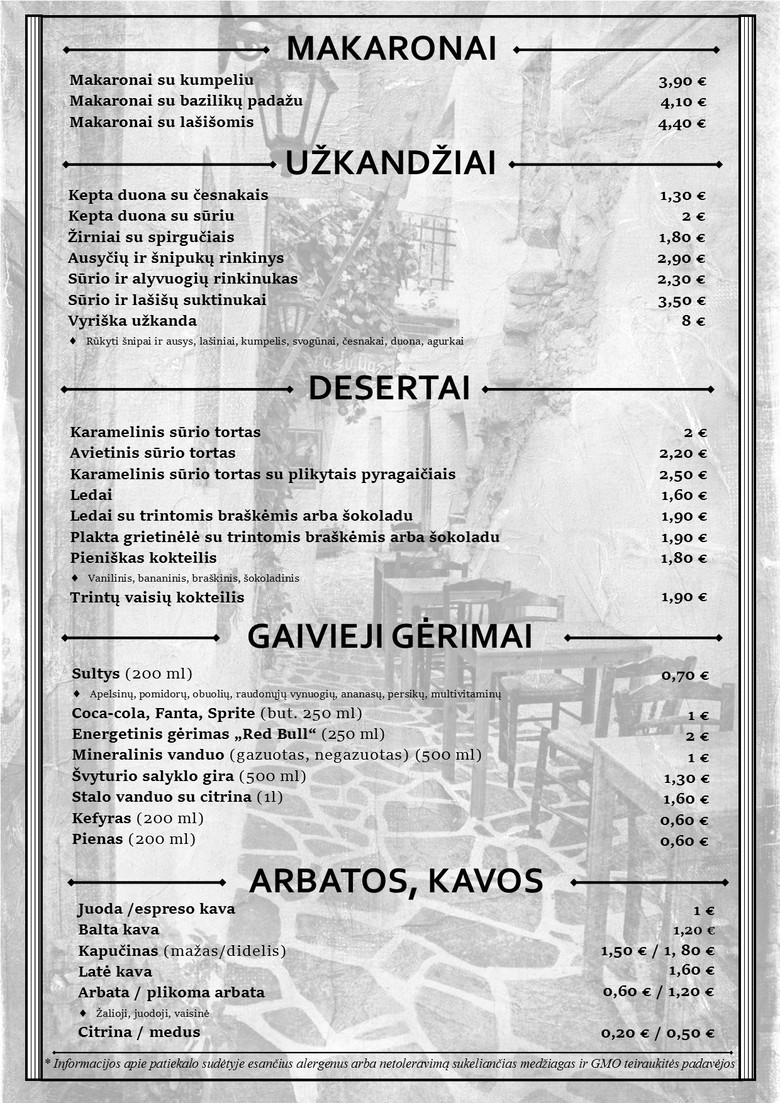 MAKARONAI
Makaronai su kumpeliu 3,90 €
Makaronai su bazilikų padažu 4,10 €
Makaronai su lašišomis 4,40 €
UŽKANDŽIAI
Kepta duona su česnakais 1,30 €
Kepta duona su sūriu 2 €
Žirniai su spirgučiais 1,80 €
Ausyčių ir šnipukų rinkinys 2,90 €
Sūrio ir alyvuogių rinkinukas 2,30 €
Sūrio ir lašišų suktinukai 3,50 €
Vyriška užkanda 8 €
♦ Rūkyti šnipai ir ausys, lašiniai, kumpelis, svogūnai, česnakai, duona, agurkai
DESERTAI
Karamelinis sūrio tortas 2 €
Avietinis sūrio tortas 2,20 €
Karamelinis sūrio tortas su plikytais pyragaičiais 2,50 €
Ledai 1,60 €
Ledai su trintomis braškėmis arba šokoladu 1,90 €
Plakta grietinėlė su trintomis braškėmis arba šokoladu 1,90 €
Pieniškas kokteilis 1,80 €
♦ Vanilinis, bananinis, braškinis, šokoladinis
Trintų vaisių kokteilis 1,90 €
GAIVIEJI GĖRIMAI
Sultys (200 ml) 0,70 €
♦ Apelsinų, pomidorų, obuolių, raudonųjų vynuogių, ananasų, persikų, multivitaminų
Coca-cola, Fanta, Sprite (but. 250 ml) 1 €
Energetinis gėrimas „Red Bull“ (250 ml) 2 €
Mineralinis vanduo (gazuotas, negazuotas) (500 ml) 1 €
Švyturio salyklo gira (500 ml) 1,30 €
Stalo vanduo su citrina (1l) 1,60 €
Kefyras (200 ml) 0,60 €
Pienas (200 ml) 0,60 €
ARBATOS, KAVOS
Juoda /espreso kava 1 €
Balta kava 1,20 €
Kapučinas (mažas/didelis) 1,50 € / 1, 80 €
Latė kava 1,60 €
Arbata / plikoma arbata 0,60 € / 1,20 €
♦ Žalioji, juodoji, vaisinė
Citrina / medus 0,20 € / 0,50 €
* Informacijos apie patiekalo sudėtyje esančius alergenus arba netoleravimą sukeliančias medžiagas ir GMO teiraukitės padavėjos